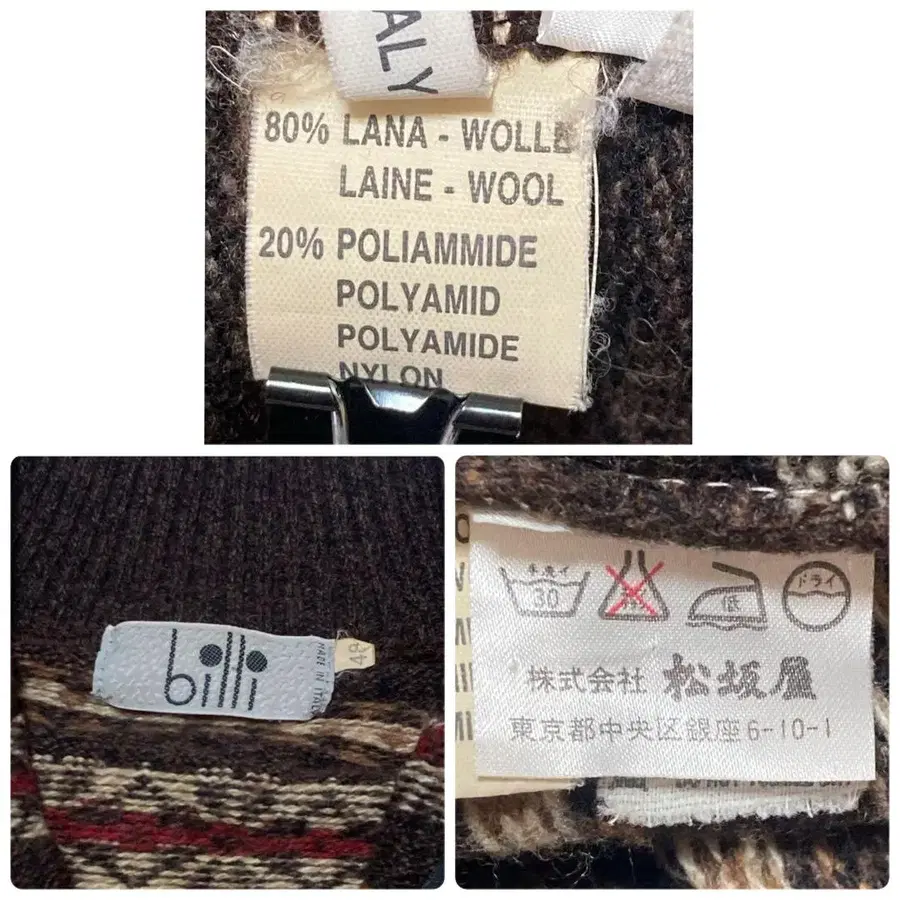 ALY
80% LANA - WOLLE
LAINE - WOOL
20% POLIAMMIDE
POLYAMID
POLYAMIDE
NYLON
billi
MADE IN ITALY
48
手洗イ
30
低
ドライ
株式会社 松坂屋
東京都中央区銀座6-10-1